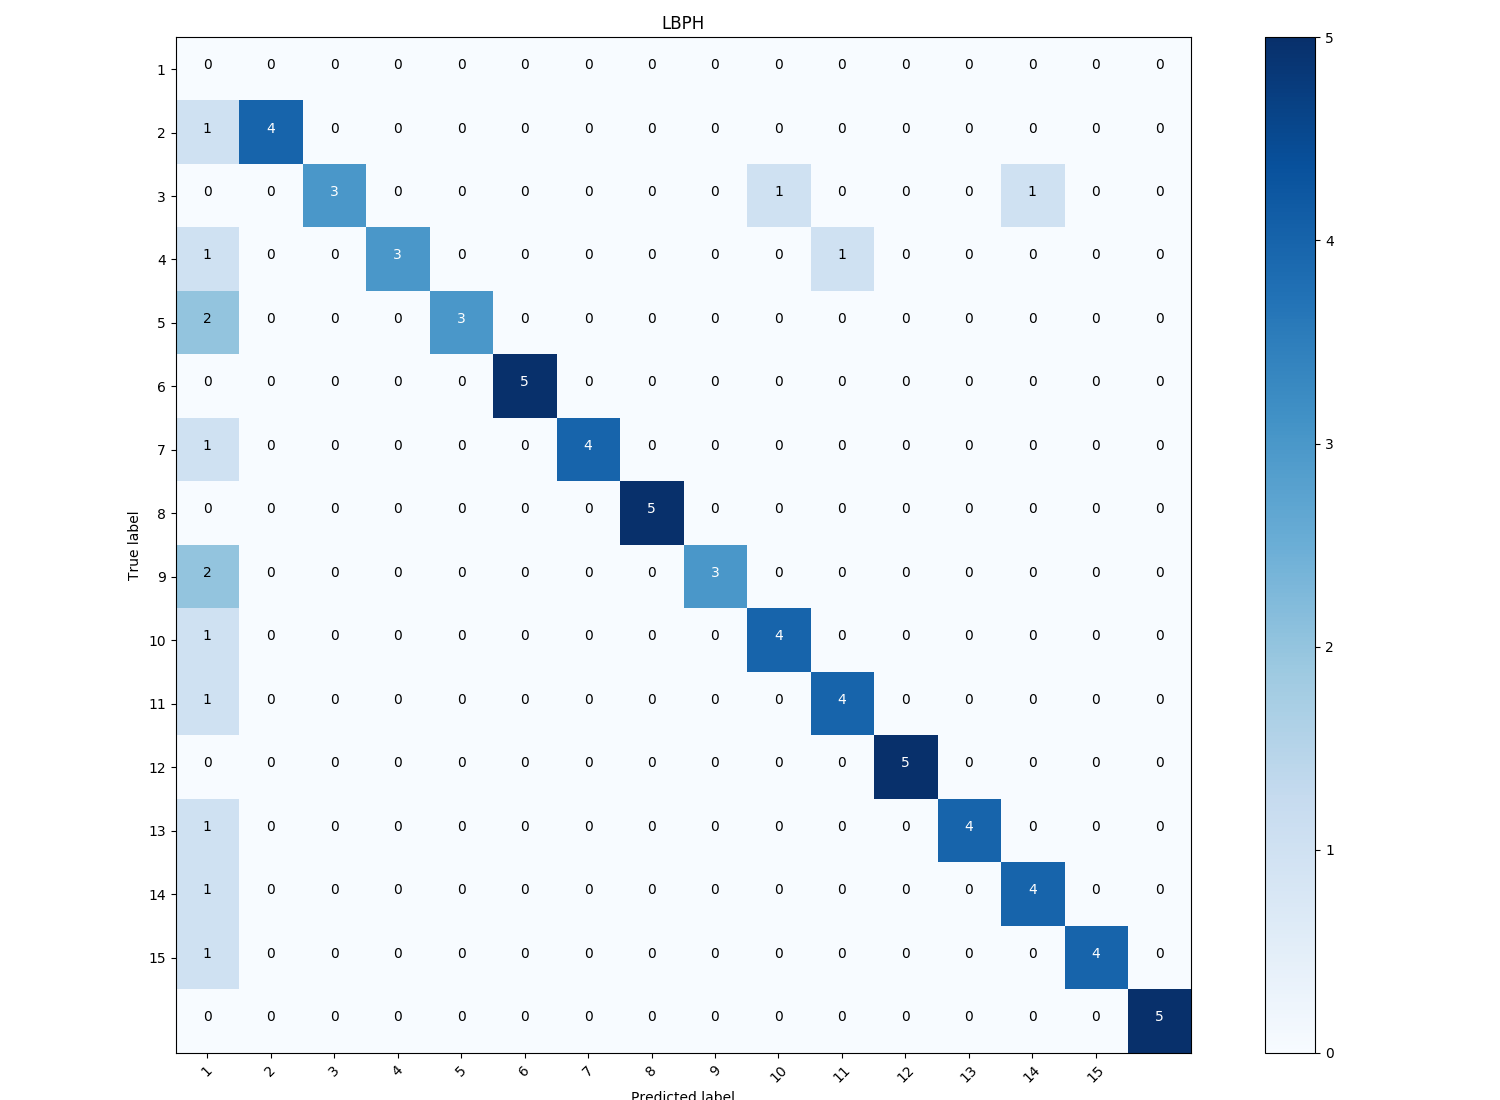 LBPH
1 0 0 0 0 0 0 0 0 0 0 0 0 0 0 0 0
2 1 4 0 0 0 0 0 0 0 0 0 0 0 0 0 0
3 0 0 3 0 0 0 0 0 0 1 0 0 0 1 0 0
4 1 0 0 3 0 0 0 0 0 0 1 0 0 0 0 0
5 2 0 0 0 3 0 0 0 0 0 0 0 0 0 0 0
6 0 0 0 0 0 5 0 0 0 0 0 0 0 0 0 0
7 1 0 0 0 0 0 4 0 0 0 0 0 0 0 0 0
8 0 0 0 0 0 0 0 5 0 0 0 0 0 0 0 0
9 2 0 0 0 0 0 0 0 3 0 0 0 0 0 0 0
10 1 0 0 0 0 0 0 0 0 4 0 0 0 0 0 0
11 1 0 0 0 0 0 0 0 0 0 4 0 0 0 0 0
12 0 0 0 0 0 0 0 0 0 0 0 5 0 0 0 0
13 1 0 0 0 0 0 0 0 0 0 0 0 4 0 0 0
14 1 0 0 0 0 0 0 0 0 0 0 0 0 4 0 0
15 1 0 0 0 0 0 0 0 0 0 0 0 0 0 4 0
0 0 0 0 0 0 0 0 0 0 0 0 0 0 0 5
1 2 3 4 5 6 7 8 9 10 11 12 13 14 15
True label
Predicted label
5
4
3
2
1
0